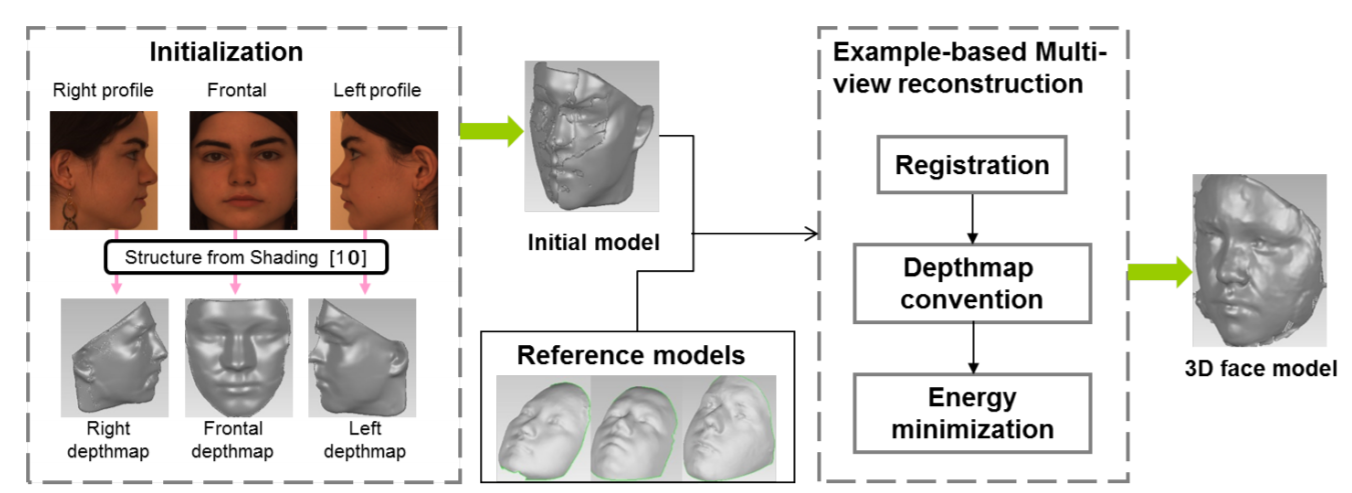 Initialization
Right profile
Frontal
Left profile
Structure from Shading [10]
Right
depthmap
Frontal
depthmap
Left
depthmap
Initial model
Reference models
Example-based Multi-
view reconstruction
Registration
Depthmap
convention
Energy
minimization
3D face model